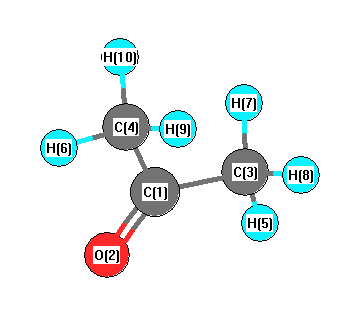 H(10)
H(7)
C(4)
H(9)
H(6)
C(3)
H(8)
C(1)
H(5)
O(2)